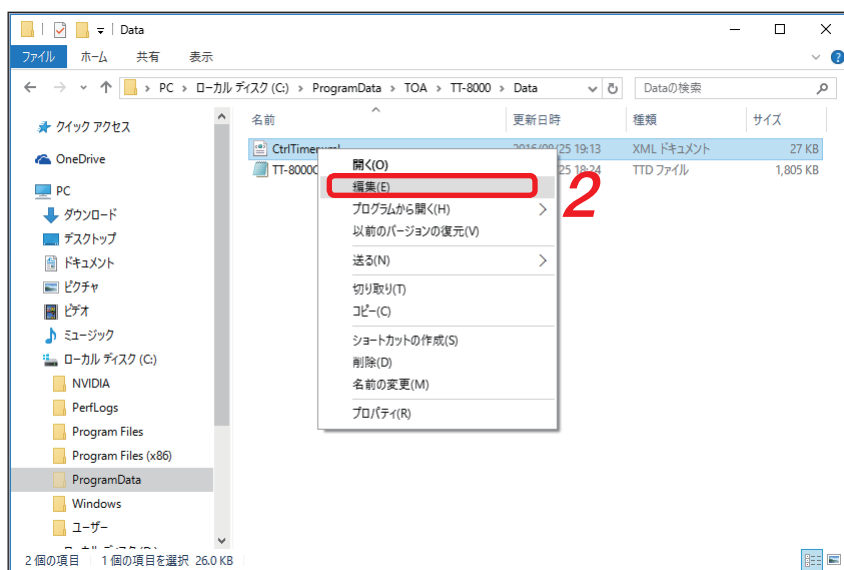 Data
ファイル ホーム 共有 表示
PC ローカル ディスク (C:) ProgramData TOA TT-8000 Data Dataの検索
名前 更新日時 種類 サイズ
CtrlTimer.xml 2016/09/25 19:13 XML ドキュメント 27 KB
TT-8000C 25 18:24 TTD ファイル 1,805 KB
クイック アクセス
OneDrive
PC
ダウンロード
デスクトップ
ドキュメント
ピクチャ
ビデオ
ミュージック
ローカル ディスク (C:)
NVIDIA
PerfLogs
Program Files
Program Files (x86)
ProgramData
Windows
ユーザー
開く(O)
編集(E)
2
プログラムから開く(H)
以前のバージョンの復元(V)
送る(N)
切り取り(T)
コピー(C)
ショートカットの作成(S)
削除(D)
名前の変更(M)
プロパティ(R)
2 個の項目 1 個の項目を選択 26.0 KB